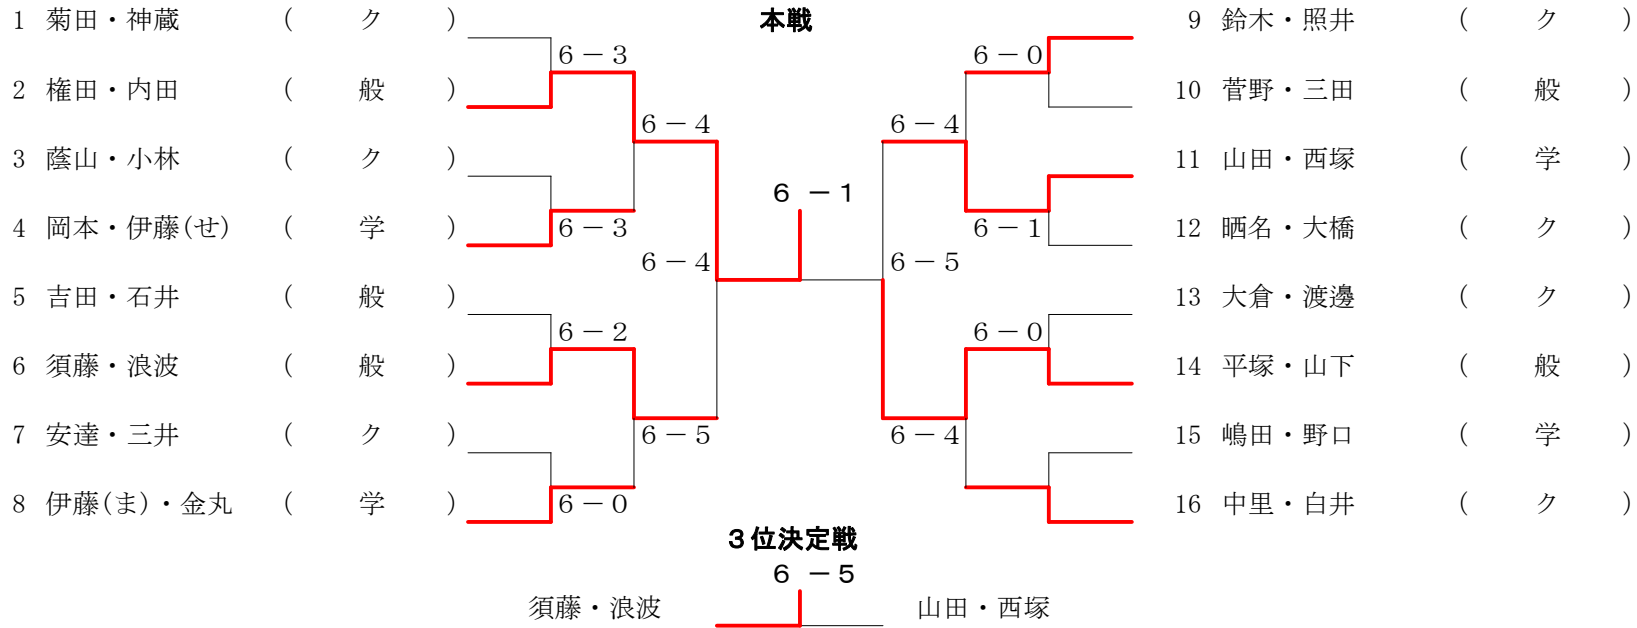 本戦
1 菊田・神蔵 ( ク )
2 権田・内田 ( 般 )
3 蔭山・小林 ( ク )
4 岡本・伊藤(せ) ( 学 )
5 吉田・石井 ( 般 )
6 須藤・浪波 ( 般 )
7 安達・三井 ( ク )
8 伊藤(ま)・金丸 ( 学 )
6－3
6－3
6－2
6－0
6－4
6－5
6－4
6－1
6－5
6－4
6－4
6－0
6－1
6－0
9 鈴木・照井 ( ク )
10 菅野・三田 ( 般 )
11 山田・西塚 ( 学 )
12 晒名・大橋 ( ク )
13 大倉・渡邊 ( ク )
14 平塚・山下 ( 般 )
15 嶋田・野口 ( 学 )
16 中里・白井 ( ク )
3位決定戦
6－5
須藤・浪波 山田・西塚